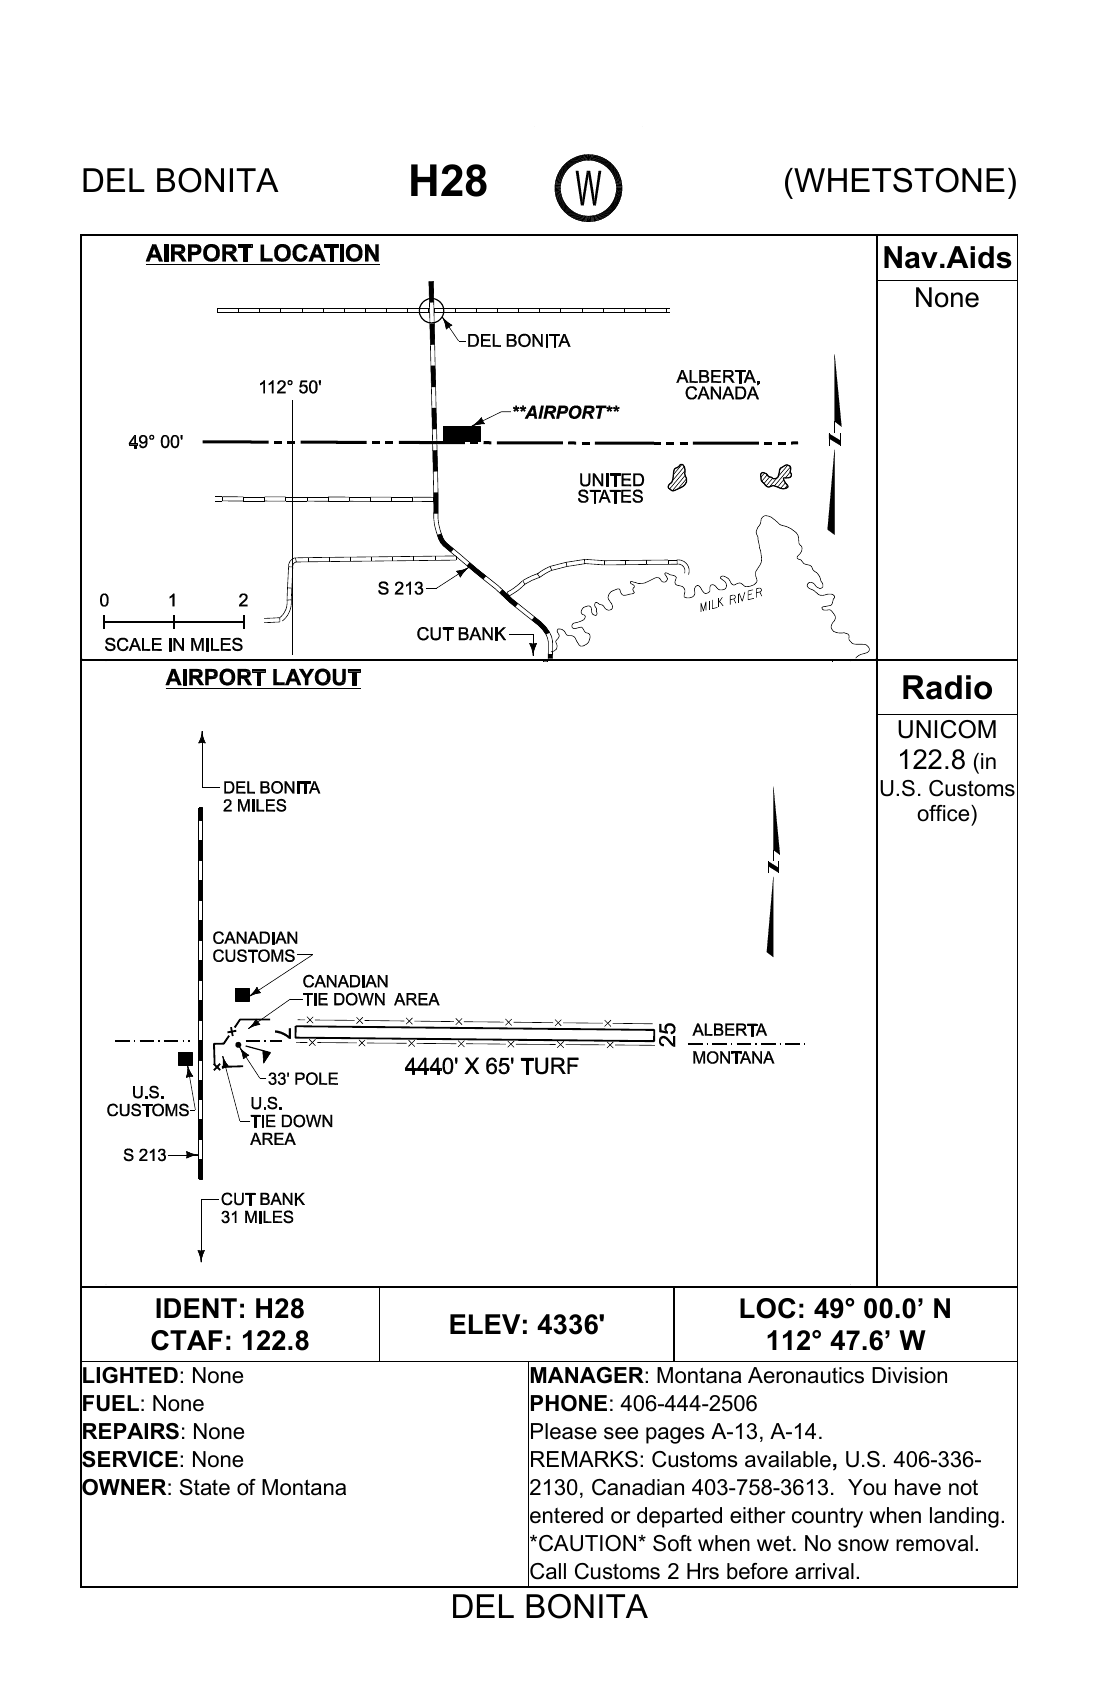 DEL BONITA H28 W (WHETSTONE)
AIRPORT LOCATION
Nav.Aids
None
DEL BONITA
112° 50'
ALBERTA,
CANADA
**AIRPORT**
49° 00'
N
UNITED
STATES
S 213
MILK RIVER
0 1 2
SCALE IN MILES
CUT BANK
AIRPORT LAYOUT
Radio
UNICOM
122.8 (in
U.S. Customs
office)
DEL BONITA
2 MILES
N
CANADIAN
CUSTOMS
CANADIAN
TIE DOWN AREA
7
25
ALBERTA
MONTANA
4440' X 65' TURF
33' POLE
U.S.
CUSTOMS
U.S.
TIE DOWN
AREA
S 213
CUT BANK
31 MILES
IDENT: H28
CTAF: 122.8
ELEV: 4336'
LOC: 49° 00.0’ N
112° 47.6’ W
LIGHTED: None
FUEL: None
REPAIRS: None
SERVICE: None
OWNER: State of Montana
MANAGER: Montana Aeronautics Division
PHONE: 406-444-2506
Please see pages A-13, A-14.
REMARKS: Customs available, U.S. 406-336-
2130, Canadian 403-758-3613. You have not
entered or departed either country when landing.
*CAUTION* Soft when wet. No snow removal.
Call Customs 2 Hrs before arrival.
DEL BONITA